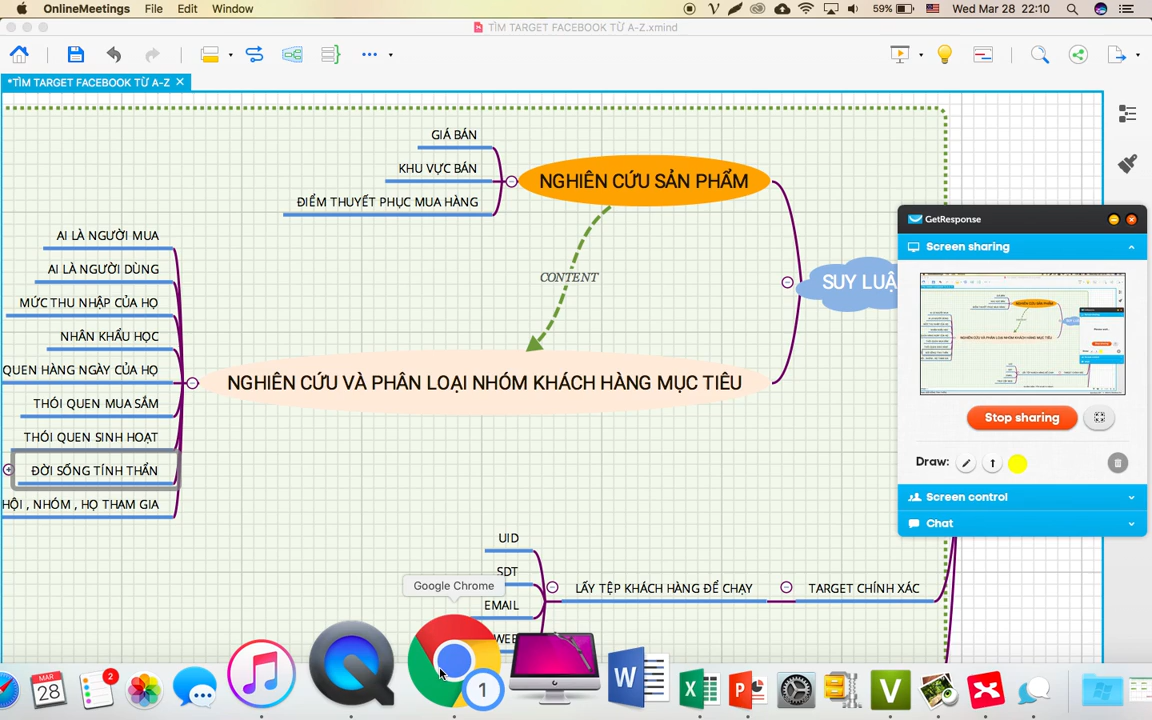 OnlineMeetings File Edit Window
59% Wed Mar 28 22:10
TÌM TARGET FACEBOOK TỪ A-Z.xmind
*TÌM TARGET FACEBOOK TỪ A-Z
GIÁ BÁN
KHU VỰC BÁN
ĐIỂM THUYẾT PHỤC MUA HÀNG
NGHIÊN CỨU SẢN PHẨM
CONTENT
SUY LUẬ
AI LÀ NGƯỜI MUA
AI LÀ NGƯỜI DÙNG
MỨC THU NHẬP CỦA HỌ
NHÂN KHẨU HỌC
QUEN HÀNG NGÀY CỦA HỌ
THÓI QUEN MUA SẮM
THÓI QUEN SINH HOẠT
ĐỜI SỐNG TÍNH THẨN
HỘI , NHÓM , HỌ THAM GIA
NGHIÊN CỨU VÀ PHÂN LOẠI NHÓM KHÁCH HÀNG MỤC TIÊU
UID
SDT
EMAIL
WEB
LẤY TỆP KHÁCH HÀNG ĐỂ CHẠY
TARGET CHÍNH XÁC
GetResponse
Screen sharing
Stop sharing
Draw:
Screen control
Chat
Google Chrome
MAR
28
2
1